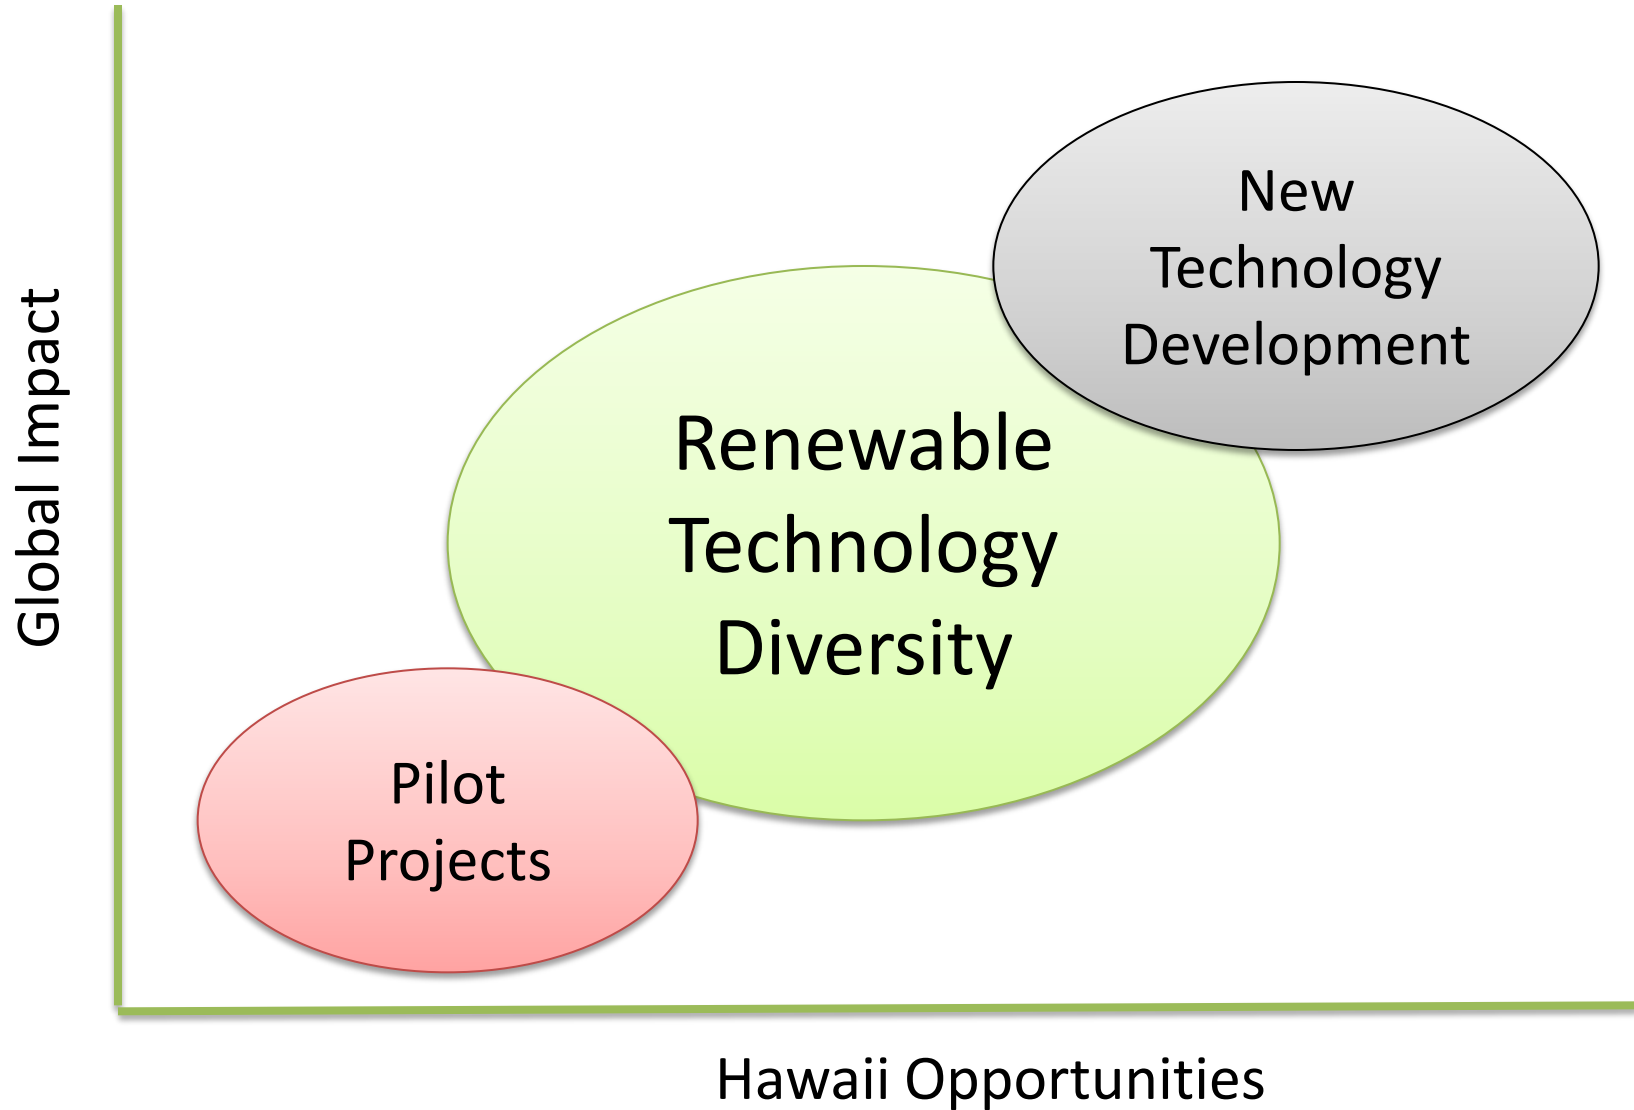 Global Impact
New
Technology
Development
Renewable
Technology
Diversity
Pilot
Projects
Hawaii Opportunities